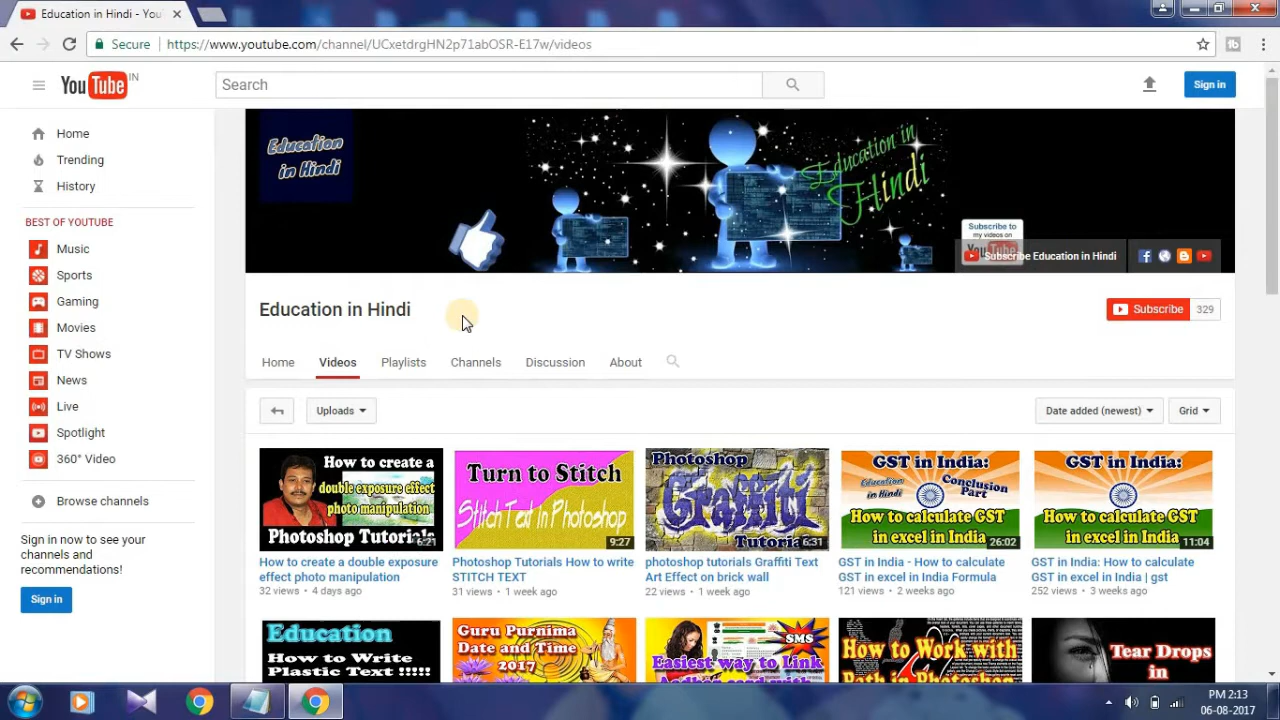 Education in Hindi - You
Secure
https://www.youtube.com/channel/UCxetdrgHN2p71abOSR-E17w/videos
YouTube IN
Search
Sign in
Home
Trending
History
BEST OF YOUTUBE
Music
Sports
Gaming
Movies
TV Shows
News
Live
Spotlight
360° Video
Browse channels
Sign in now to see your
channels and
recommendations!
Sign in
Education
in Hindi
Education in
Hindi
Subscribe to
my videos on
Subscribe Education in Hindi
Education in Hindi
Subscribe 329
Home Videos Playlists Channels Discussion About
Uploads
Date added (newest) Grid
How to create a
double exposure effect
photo manipulation
Photoshop Tutorials
6:21
How to create a double exposure
effect photo manipulation
32 views • 4 days ago
Turn to Stitch
Stitch Text In Photoshop
9:27
Photoshop Tutorials How to write
STITCH TEXT
31 views • 1 week ago
Photoshop
Graffiti
Tutorial
6:31
photoshop tutorials Graffiti Text
Art Effect on brick wall
22 views • 1 week ago
GST in India:
Education
in Hindi
Conclusion
Part
How to calculate GST
in excel in India
26:02
GST in India - How to calculate
GST in excel in India Formula
121 views • 2 weeks ago
GST in India:
How to calculate GST
in excel in India
11:04
GST in India: How to calculate
GST in excel in India | gst
252 views • 3 weeks ago
How to Write
Plastic Text !!!!!
Guru Purnima
Date and Time
2017
SMS
Easiest way to Link
How to Work with
Path in Photoshop
Tear Drops
in
PM 2:13
06-08-2017